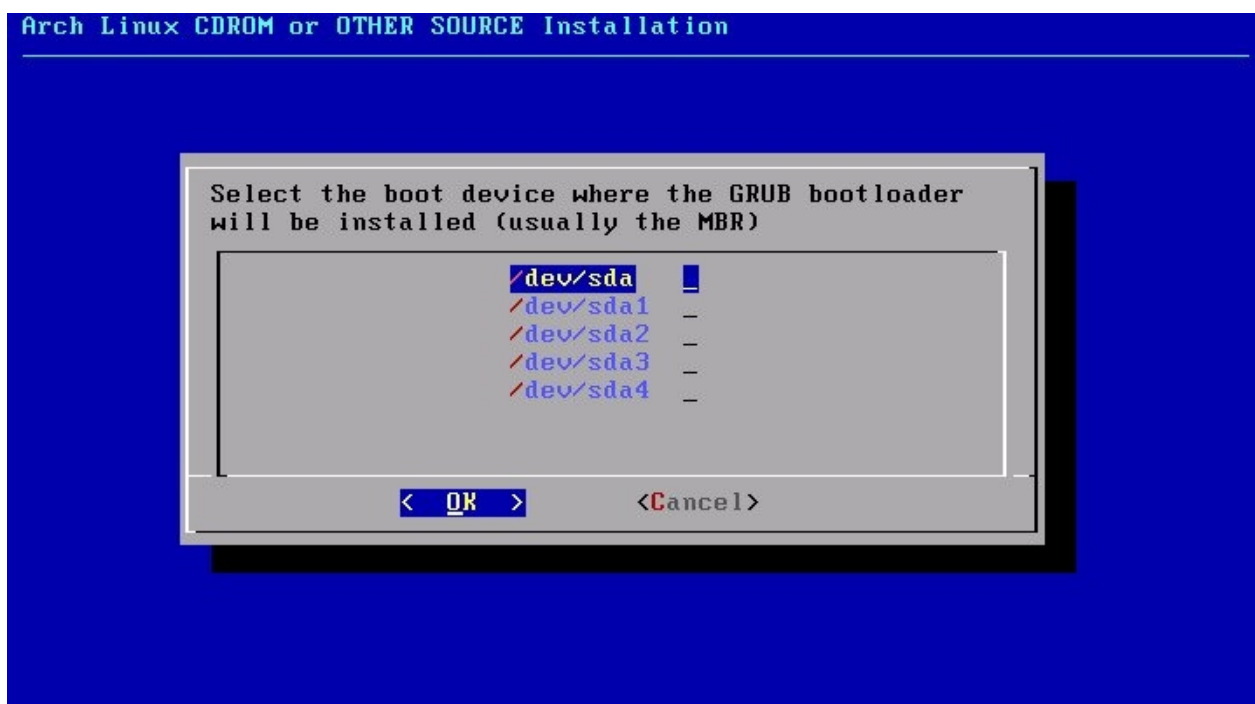 Arch Linux CDROM or OTHER SOURCE Installation
Select the boot device where the GRUB bootloader
will be installed (usually the MBR)
/dev/sda _
/dev/sda1 _
/dev/sda2 _
/dev/sda3 _
/dev/sda4 _
< OK > <Cancel>